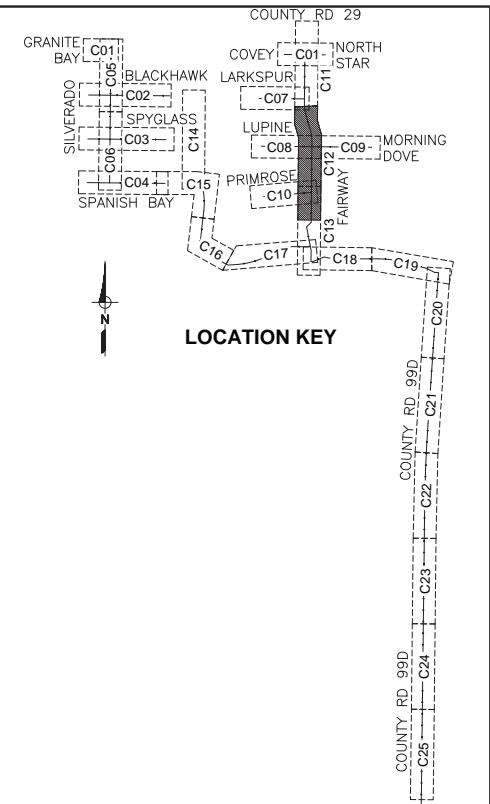 COUNTY RD 29
GRANITE
BAY
C01
C05
BLACKHAWK
C02
SILVERADO
SPYGLASS
C03
C06
C04
SPANISH BAY
C14
C15
C16
COVEY
C01
NORTH
STAR
C11
LARKSPUR
C07
LUPINE
C08
C12
C09
MORNING
DOVE
PRIMROSE
C10
FAIRWAY
C13
C17
C18
C19
N
LOCATION KEY
C20
COUNTY RD 99D
C21
C22
C23
C24
COUNTY RD 99D
C25